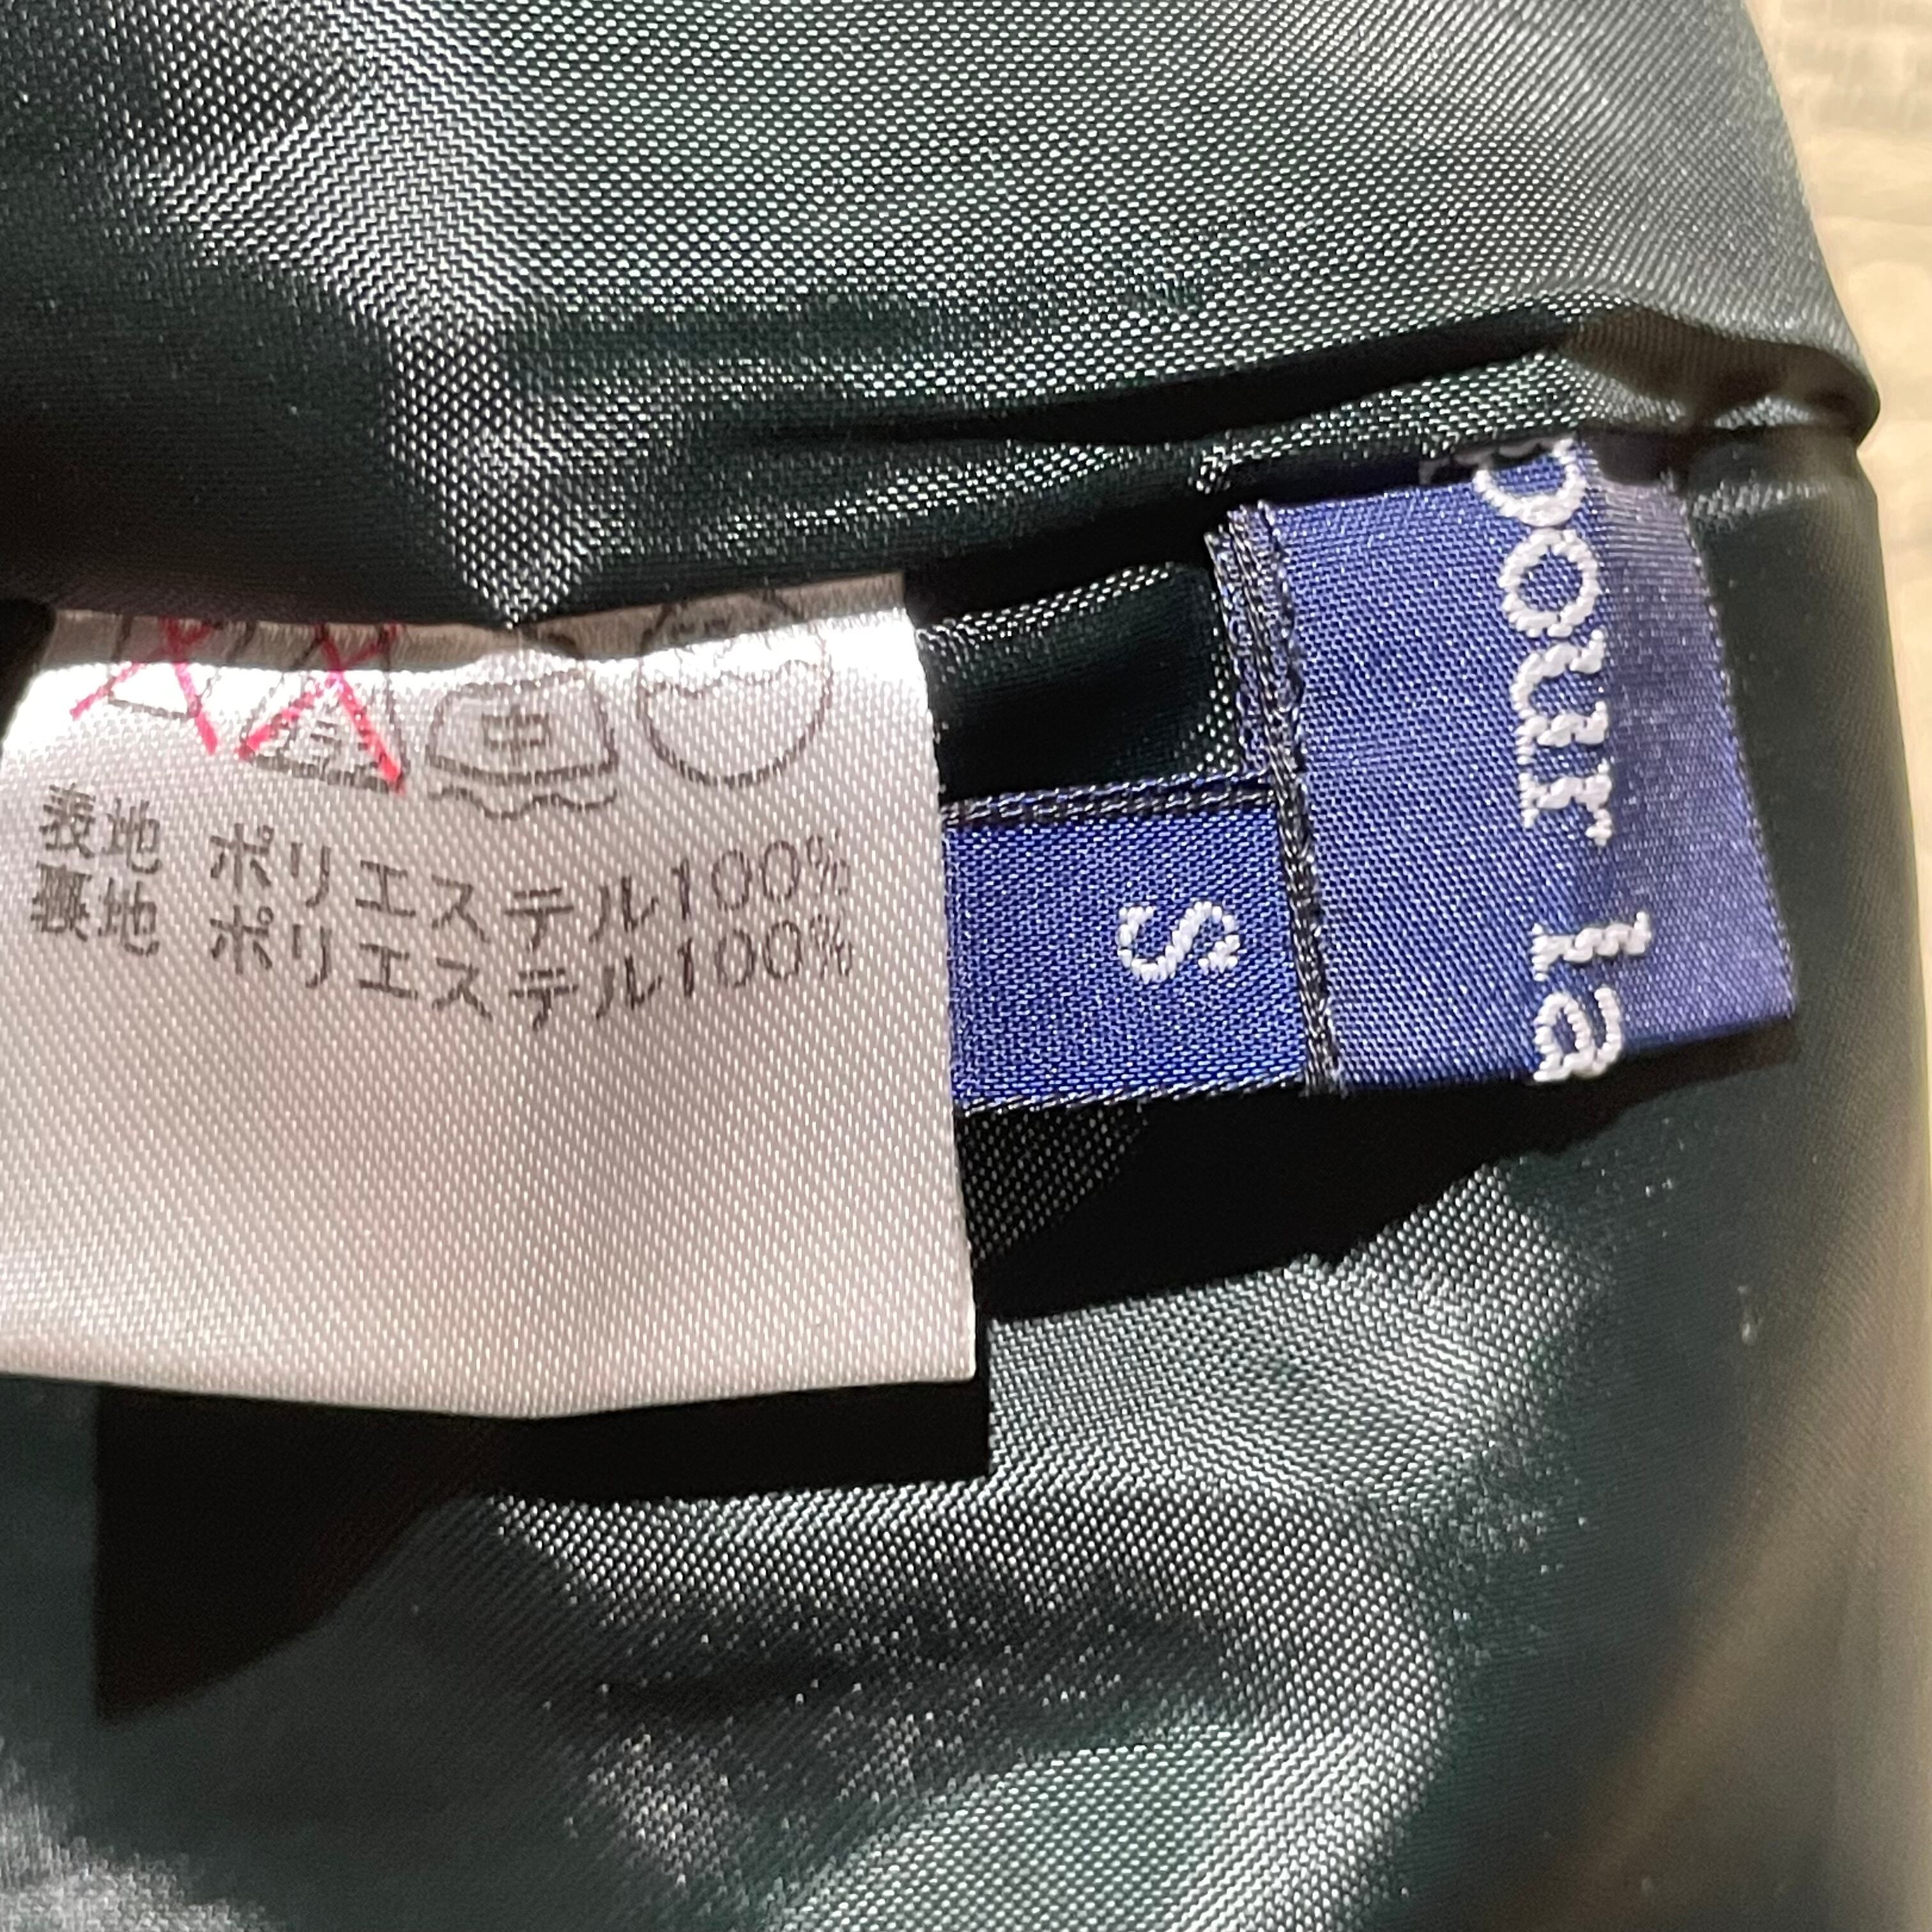 表地 ポリエステル100%
裏地 ポリエステル100%
中
S
pour la